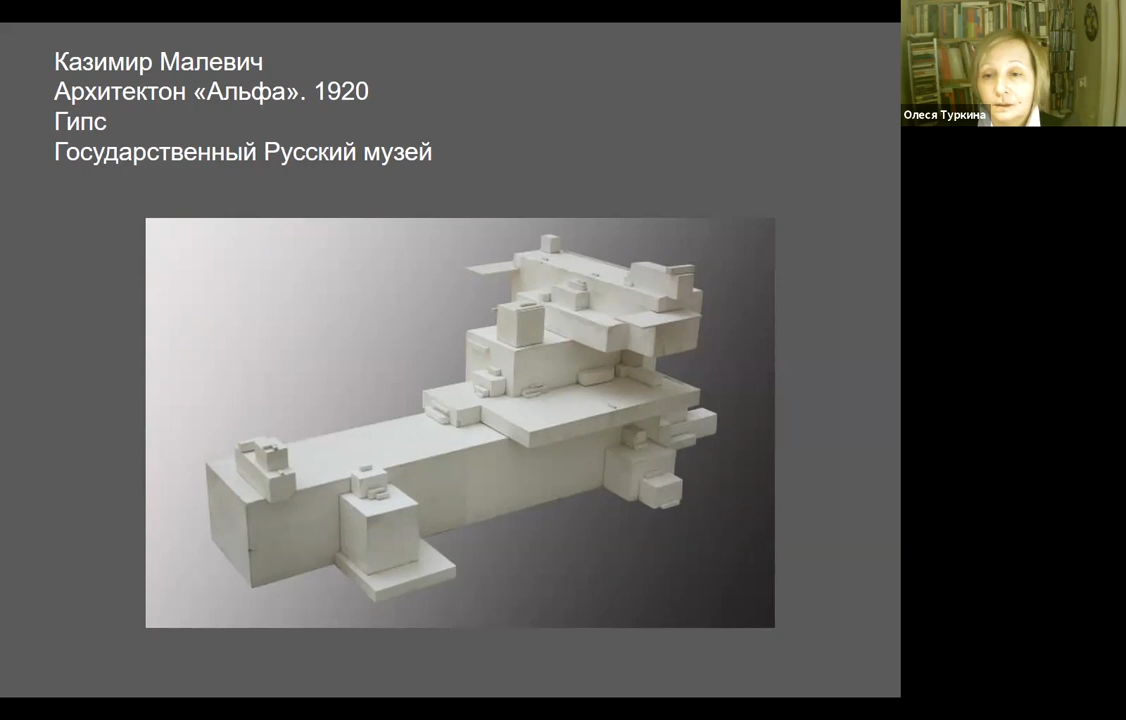 Казимир Малевич
Архитектон «Альфа». 1920
Гипс
Государственный Русский музей
Олеся Туркина